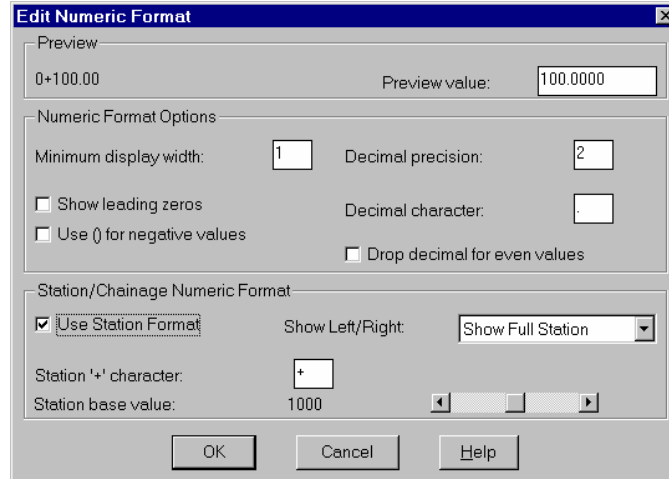 Edit Numeric Format
Preview
0+100.00 Preview value: 100.0000
Numeric Format Options
Minimum display width: 1 Decimal precision: 2
Show leading zeros Decimal character: .
Use () for negative values
Drop decimal for even values
Station/Chainage Numeric Format
Use Station Format Show Left/Right: Show Full Station
Station '+' character: +
Station base value: 1000
OK Cancel Help